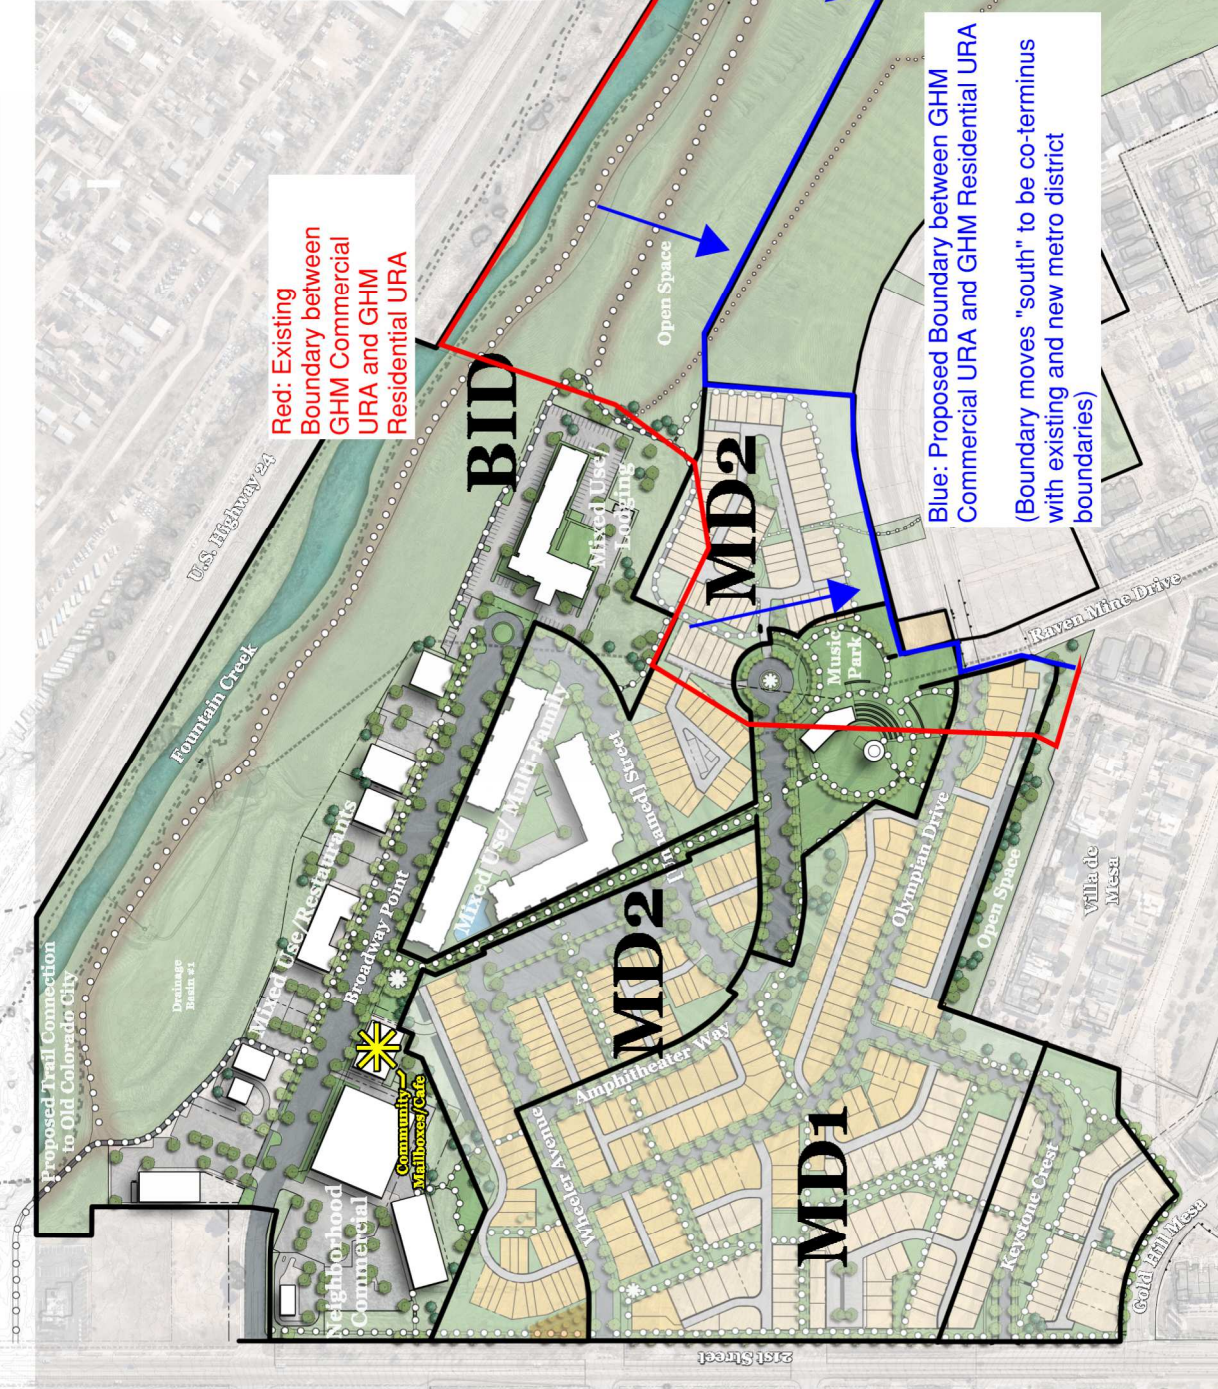 Red: Existing
Boundary between
GHM Commercial
URA and GHM
Residential URA
Blue: Proposed Boundary between GHM
Commercial URA and GHM Residential URA
(Boundary moves "south" to be co-terminus
with existing and new metro district
boundaries)
U.S. Highway 24
Fountain Creek
Open Space
BID
Mixed Use/
Lodging
MD2
Music
Park
Raven Mine Drive
Mixed Use/ Multi Family
[Unnamed] Street
Mixed Use/Restaurants
Broadway Point
Olympian Drive
Open Space
Villa de
Mesa
Proposed Trail Connection
to Old Colorado City
Drainage
Basin #1
MD2
Amphitheater Way
Community
Mailboxes/Cafe
Wheeler Avenue
MD1
Keystone Crest
Gold Hill Mesa
Neighborhood
Commercial
21st Street